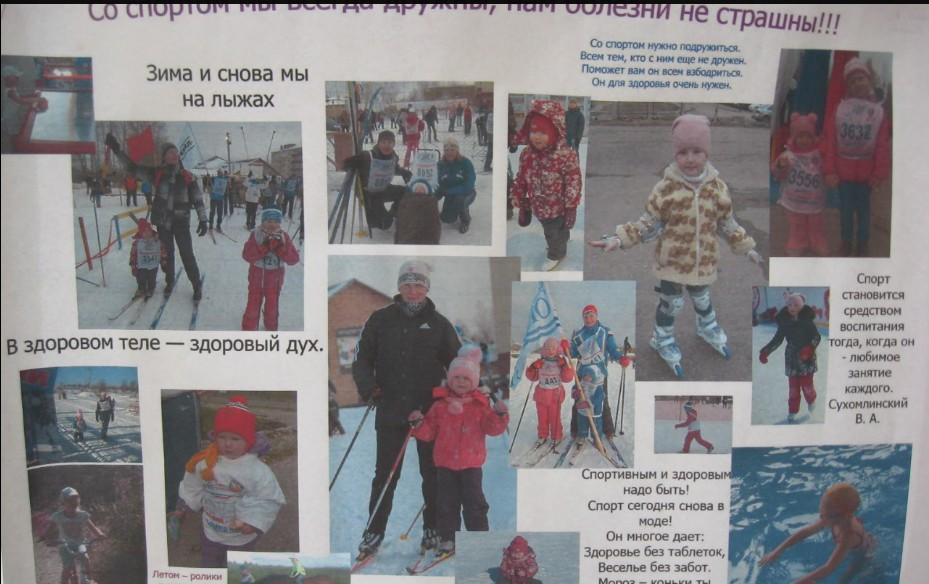 Со спортом мы всегда дружны, нам болезни не страшны!!!
Со спортом нужно подружиться.
Всем тем, кто с ним еще не дружен.
Поможет вам он всем взбодриться.
Он для здоровья очень нужен.
Зима и снова мы
на лыжах
3632
3556
Спорт
становится
средством
воспитания
тогда, когда он
- любимое
занятие
каждого.
Сухомлинский
В. А.
В здоровом теле — здоровый дух.
Спортивным и здоровым
надо быть!
Спорт сегодня снова в
моде!
Он многое дает:
Здоровье без таблеток,
Веселье без забот.
Мороз – коньки ты
Летом – ролики